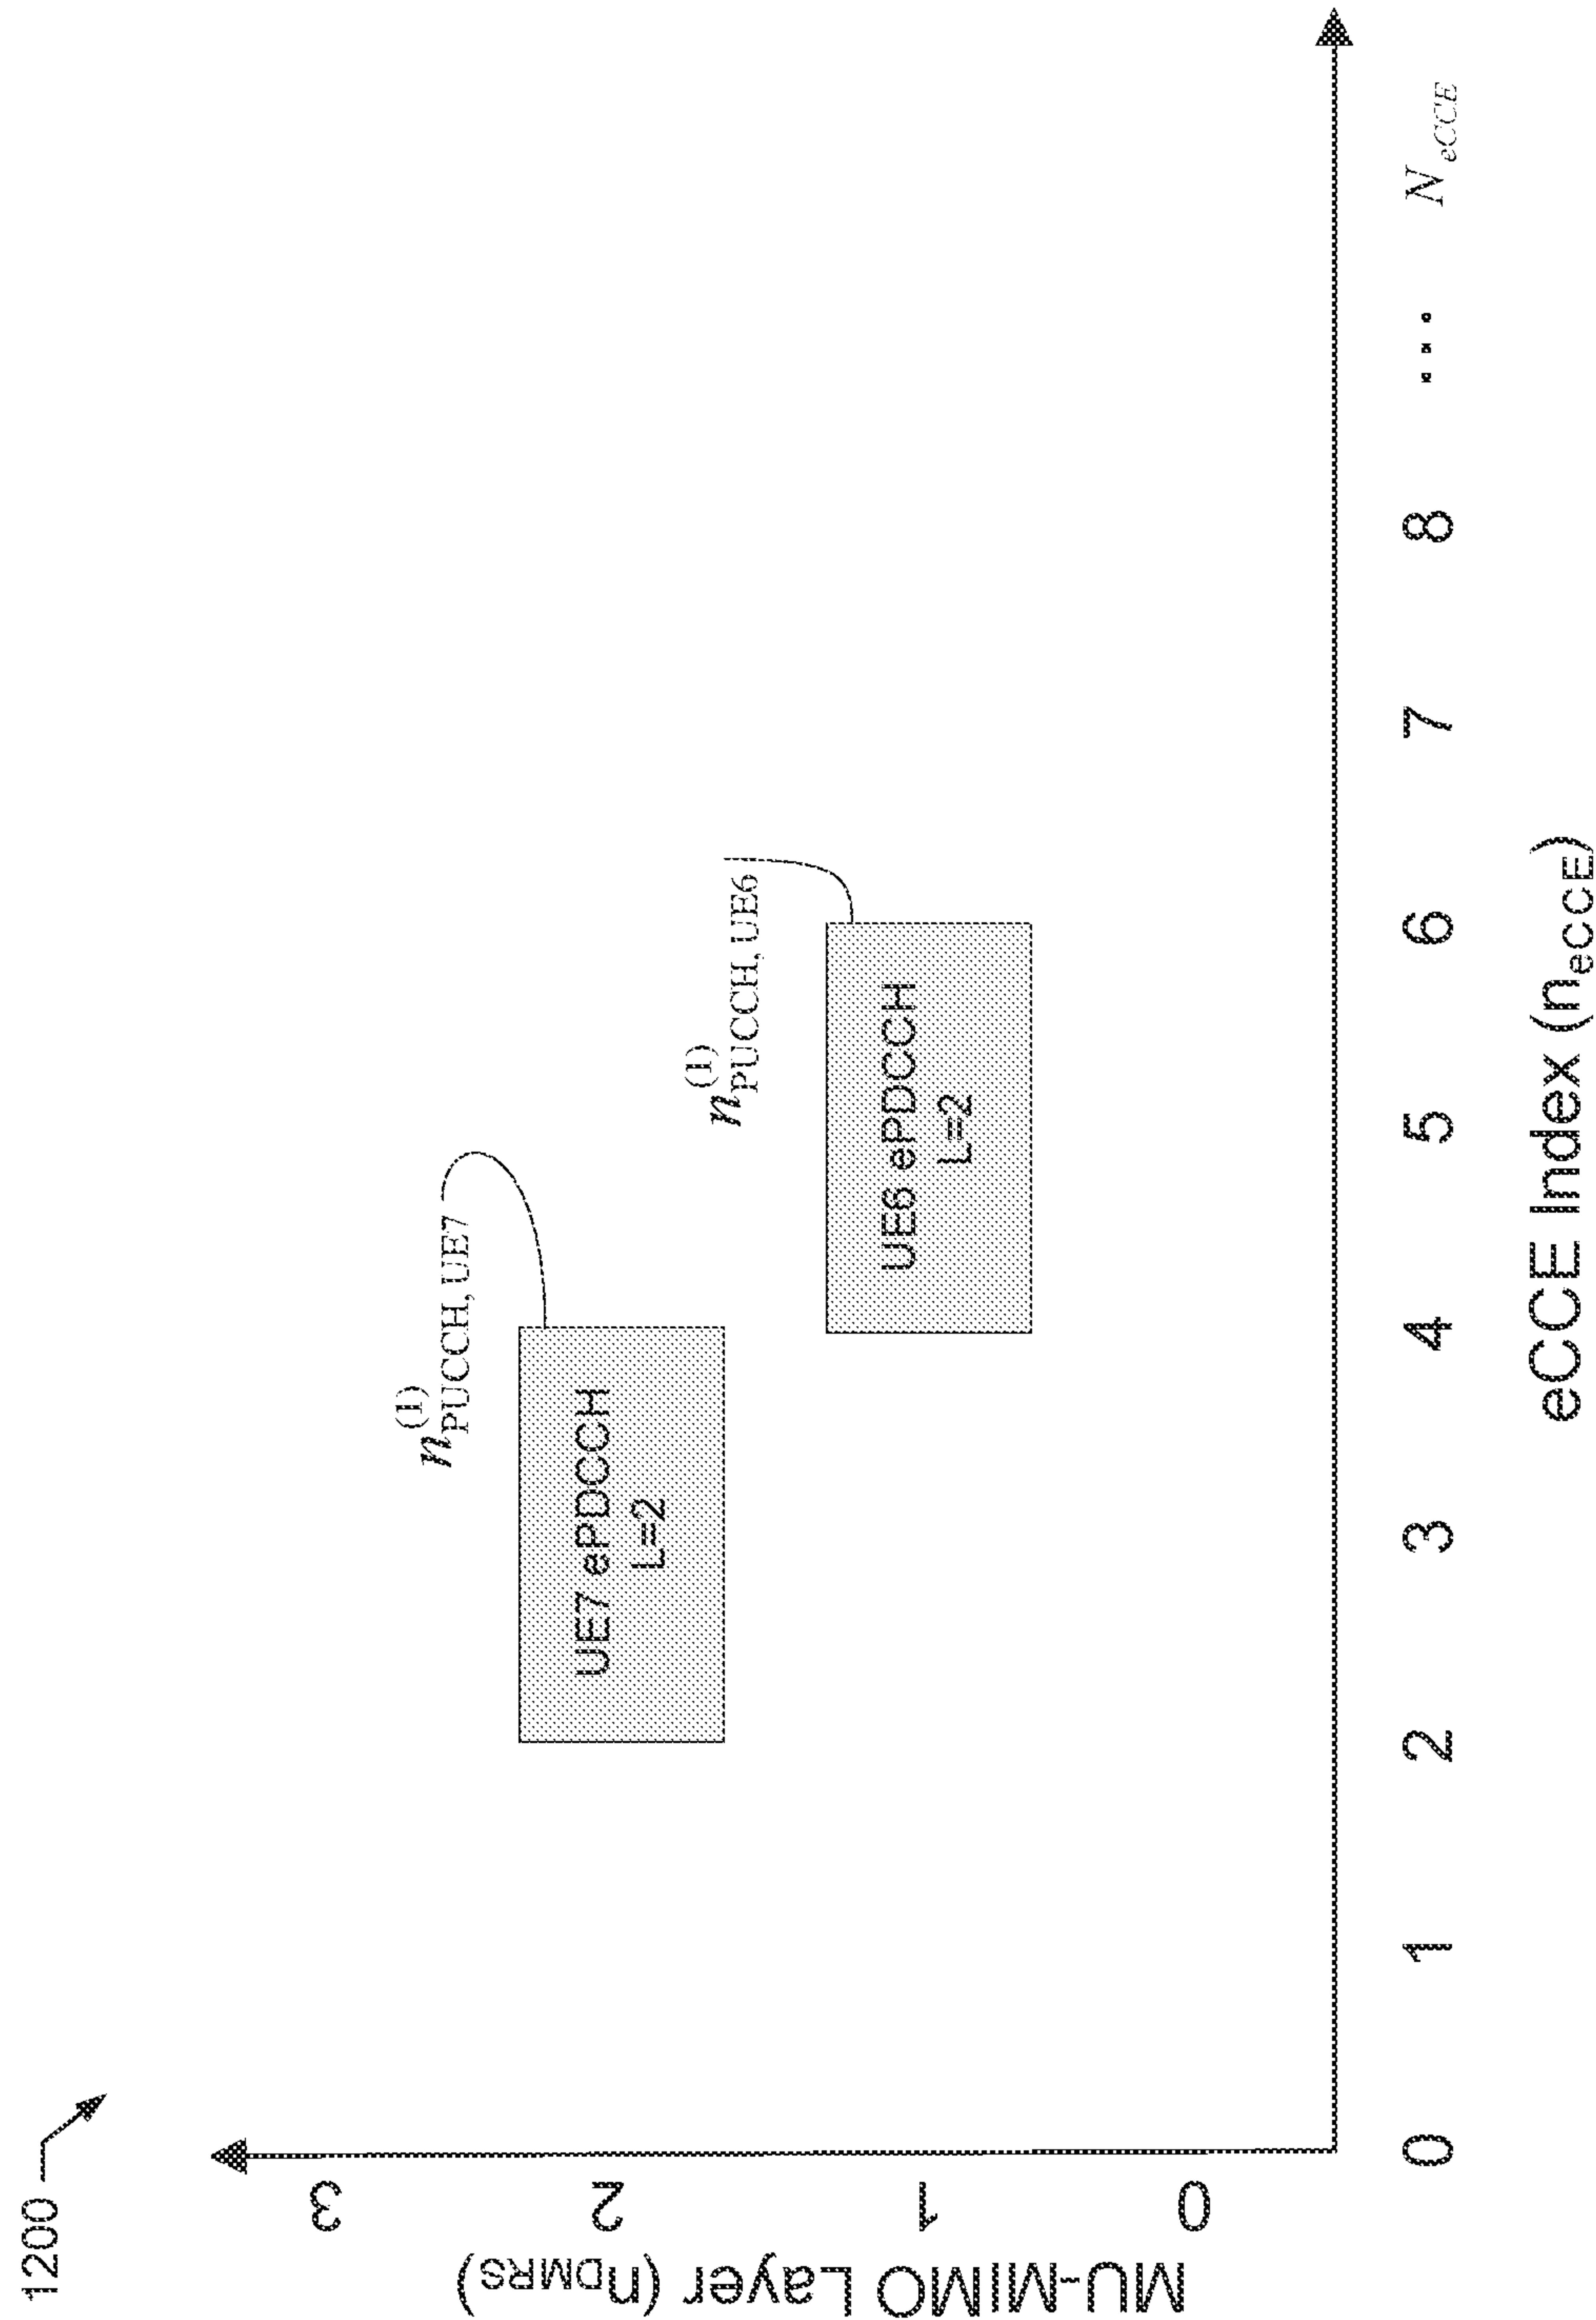 1200
MU-MIMO Layer (nDMRS)
3
2
1
0
n(1)PUCCH, UE7
UE7 ePDCCH
L=2
n(1)PUCCH, UE6
UE6 ePDCCH
L=2
0 1 2 3 4 5 6 7 8 ... NeCCE
eCCE Index (neCCE)